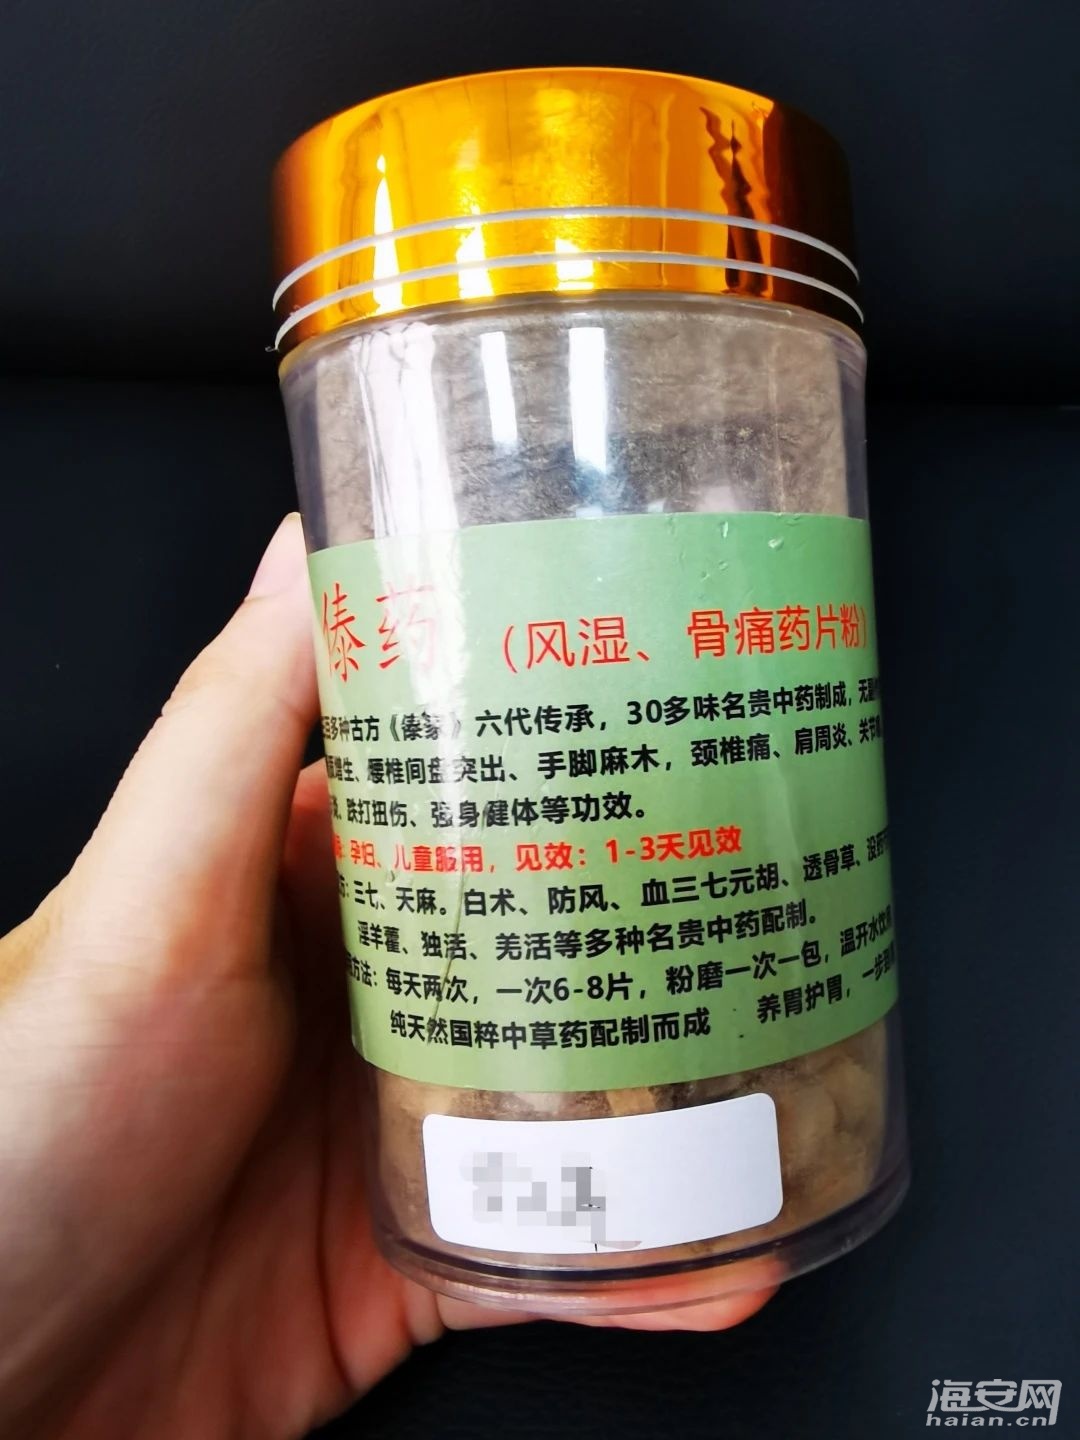 傣药 （风湿、骨痛药片粉）
多种古方《傣家》六代传承，30多味名贵中药制成，无副
质增生、腰椎间盘突出、手脚麻木，颈椎痛、肩周炎、关节
、跌打扭伤、强身健体等功效。
：孕妇、儿童服用，见效：1-3天见效
方：三七、天麻。白术、防风、血三七元胡、透骨草、没药
淫羊藿、独活、羌活等多种名贵中药配制。
方法：每天两次，一次6-8片，粉磨一次一包，温开水饮
纯天然国粹中草药配制而成 养胃护胃，一步到
海安网
haian.cn